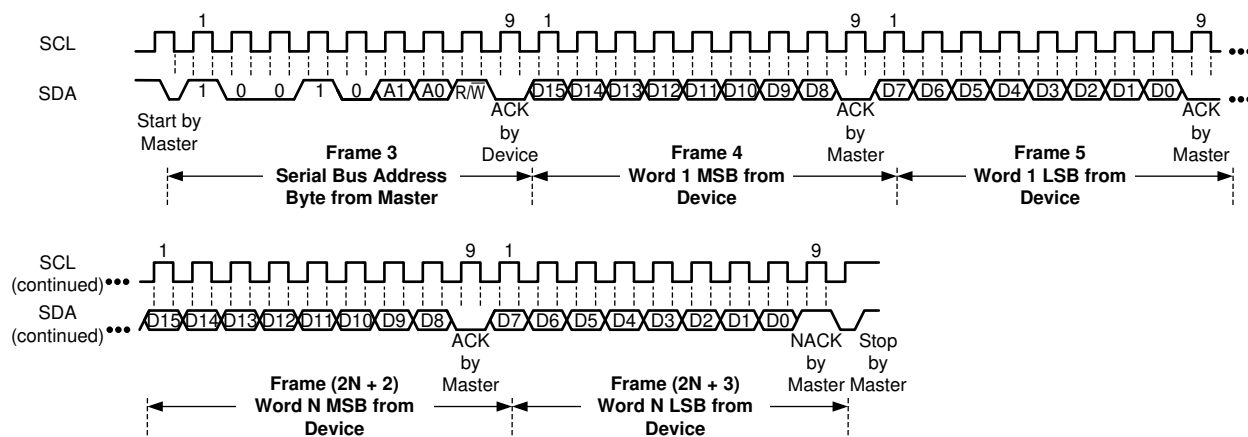 1 9 1 9 1 9
SCL
SDA
1 0 0 1 0 A1 A0 R/W̅ D15 D14 D13 D12 D11 D10 D9 D8 D7 D6 D5 D4 D3 D2 D1 D0
Start by
Master
ACK
by
Device
ACK
by
Master
ACK
by
Master
Frame 3
Serial Bus Address
Byte from Master
Frame 4
Word 1 MSB from
Device
Frame 5
Word 1 LSB from
Device
1 9 1 9
SCL
(continued)
SDA
(continued)
D15 D14 D13 D12 D11 D10 D9 D8 D7 D6 D5 D4 D3 D2 D1 D0
ACK
by
Master
NACK
by
Master
Stop
by
Master
Frame (2N + 2)
Word N MSB from
Device
Frame (2N + 3)
Word N LSB from
Device